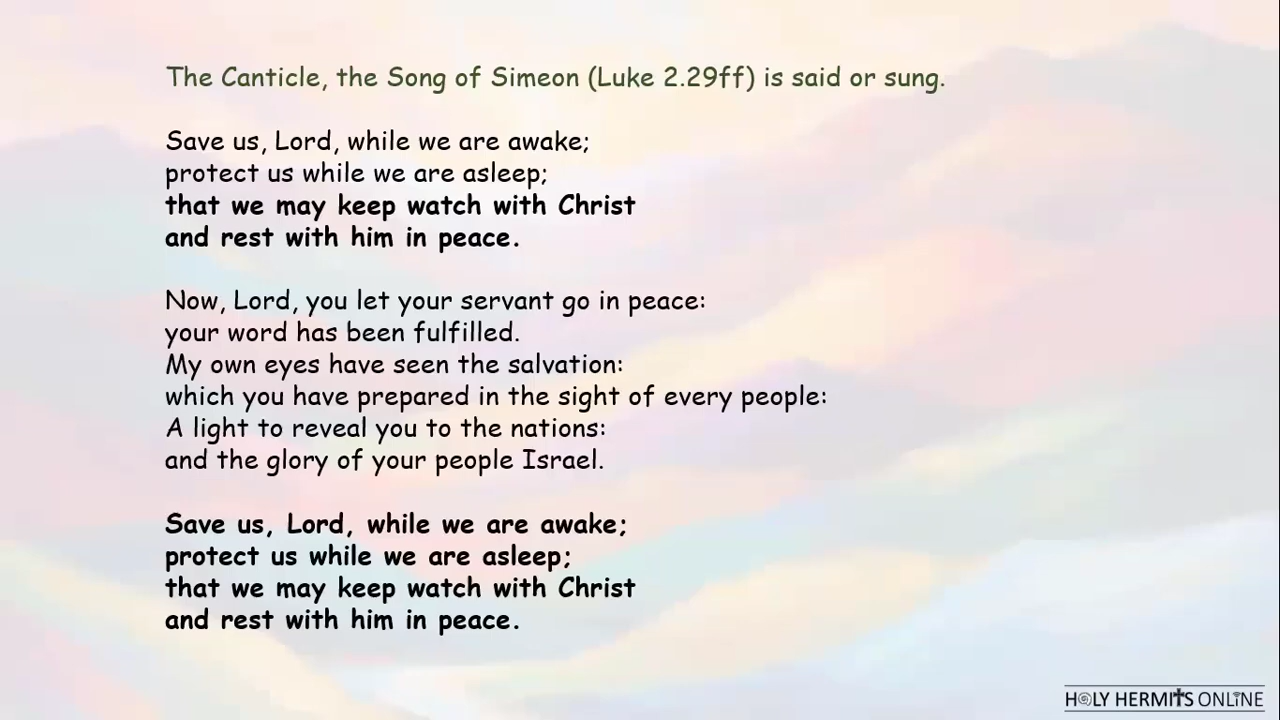 The Canticle, the Song of Simeon (Luke 2.29ff) is said or sung.
Save us, Lord, while we are awake;
protect us while we are asleep;
that we may keep watch with Christ
and rest with him in peace.
Now, Lord, you let your servant go in peace:
your word has been fulfilled.
My own eyes have seen the salvation:
which you have prepared in the sight of every people:
A light to reveal you to the nations:
and the glory of your people Israel.
Save us, Lord, while we are awake;
protect us while we are asleep;
that we may keep watch with Christ
and rest with him in peace.
HOLY HERMITS ONLINE